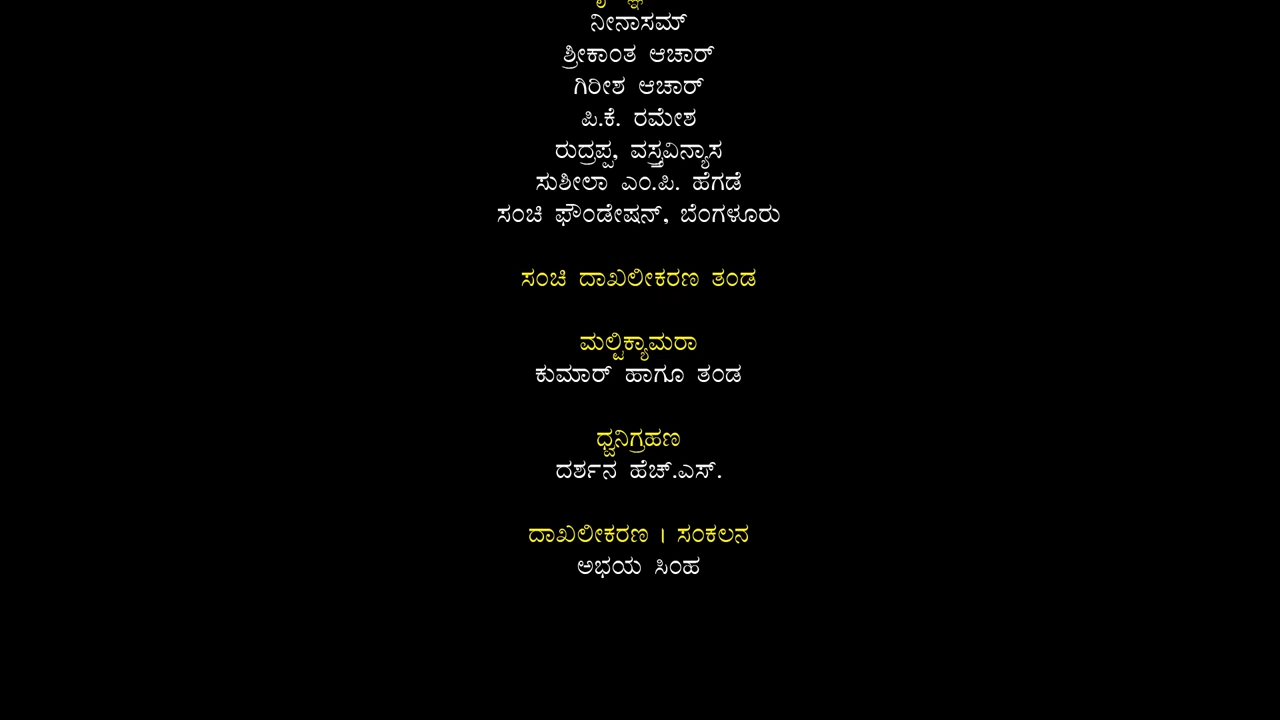 ನೀನಾಸಮ್
ಶ್ರೀಕಾಂತ ಆಚಾರ್
ಗಿರೀಶ ಆಚಾರ್
ಪಿ.ಕೆ. ರಮೇಶ
ರುದ್ರಪ್ಪ, ವಸ್ತ್ರವಿನ್ಯಾಸ
ಸುಶೀಲಾ ಎಂ.ಪಿ. ಹೆಗಡೆ
ಸಂಚಿ ಫೌಂಡೇಷನ್, ಬೆಂಗಳೂರು
ಸಂಚಿ ದಾಖಲೀಕರಣ ತಂಡ
ಮಲ್ಟಿಕ್ಯಾಮರಾ
ಕುಮಾರ್ ಹಾಗೂ ತಂಡ
ಧ್ವನಿಗ್ರಹಣ
ದರ್ಶನ ಹೆಚ್.ಎಸ್.
ದಾಖಲೀಕರಣ । ಸಂಕಲನ
ಅಭಯ ಸಿಂಹ